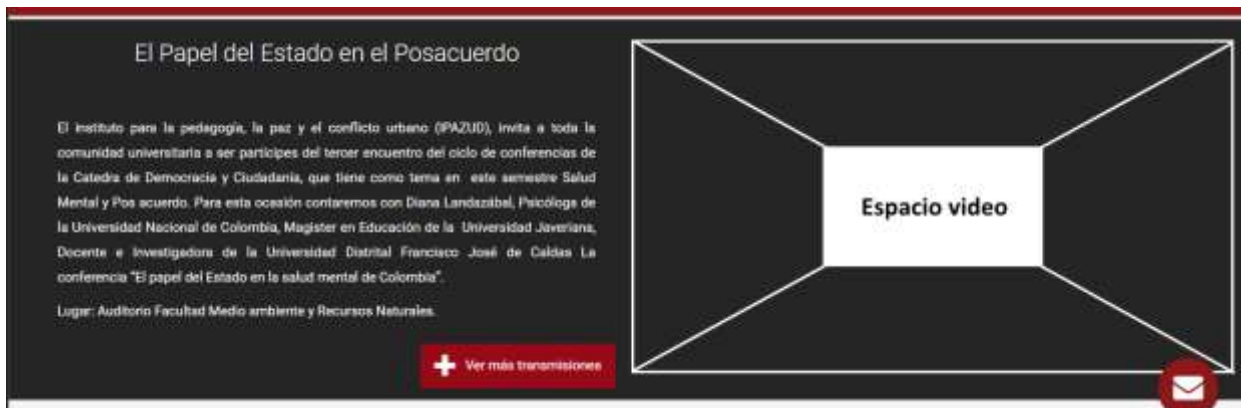 El Papel del Estado en el Posacuerdo
El instituto para la pedagogía, la paz y el conflicto urbano (IPAZUD), invita a toda la
comunidad universitaria a ser partícipes del tercer encuentro del ciclo de conferencias de
la Catedra de Democracia y Ciudadanía, que tiene como tema en este semestre Salud
Mental y Pos acuerdo. Para esta ocasión contaremos con Diana Landazábal, Psicóloga de
la Universidad Nacional de Colombia, Magister en Educación de la Universidad Javeriana,
Docente e Investigadora de la Universidad Distrital Francisco José de Caldas La
conferencia "El papel del Estado en la salud mental de Colombia".
Lugar: Auditorio Facultad Medio ambiente y Recursos Naturales.
Ver más transmisiones
Espacio video